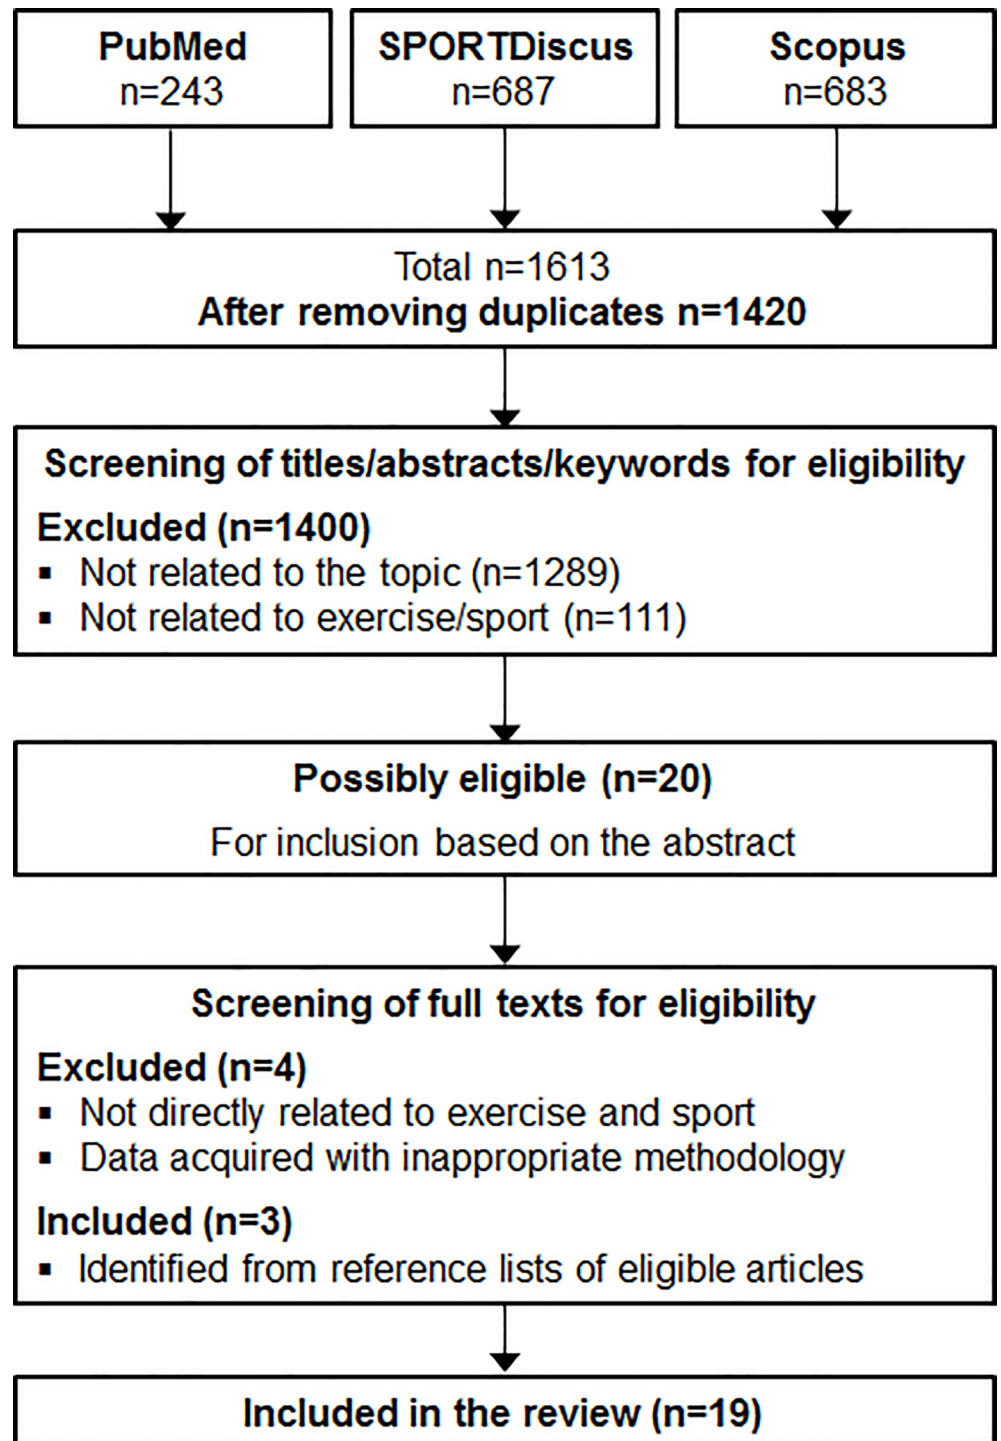 PubMed
n=243
SPORTDiscus
n=687
Scopus
n=683
Total n=1613
After removing duplicates n=1420
Screening of titles/abstracts/keywords for eligibility
Excluded (n=1400)
▪ Not related to the topic (n=1289)
▪ Not related to exercise/sport (n=111)
Possibly eligible (n=20)
For inclusion based on the abstract
Screening of full texts for eligibility
Excluded (n=4)
▪ Not directly related to exercise and sport
▪ Data acquired with inappropriate methodology
Included (n=3)
▪ Identified from reference lists of eligible articles
Included in the review (n=19)